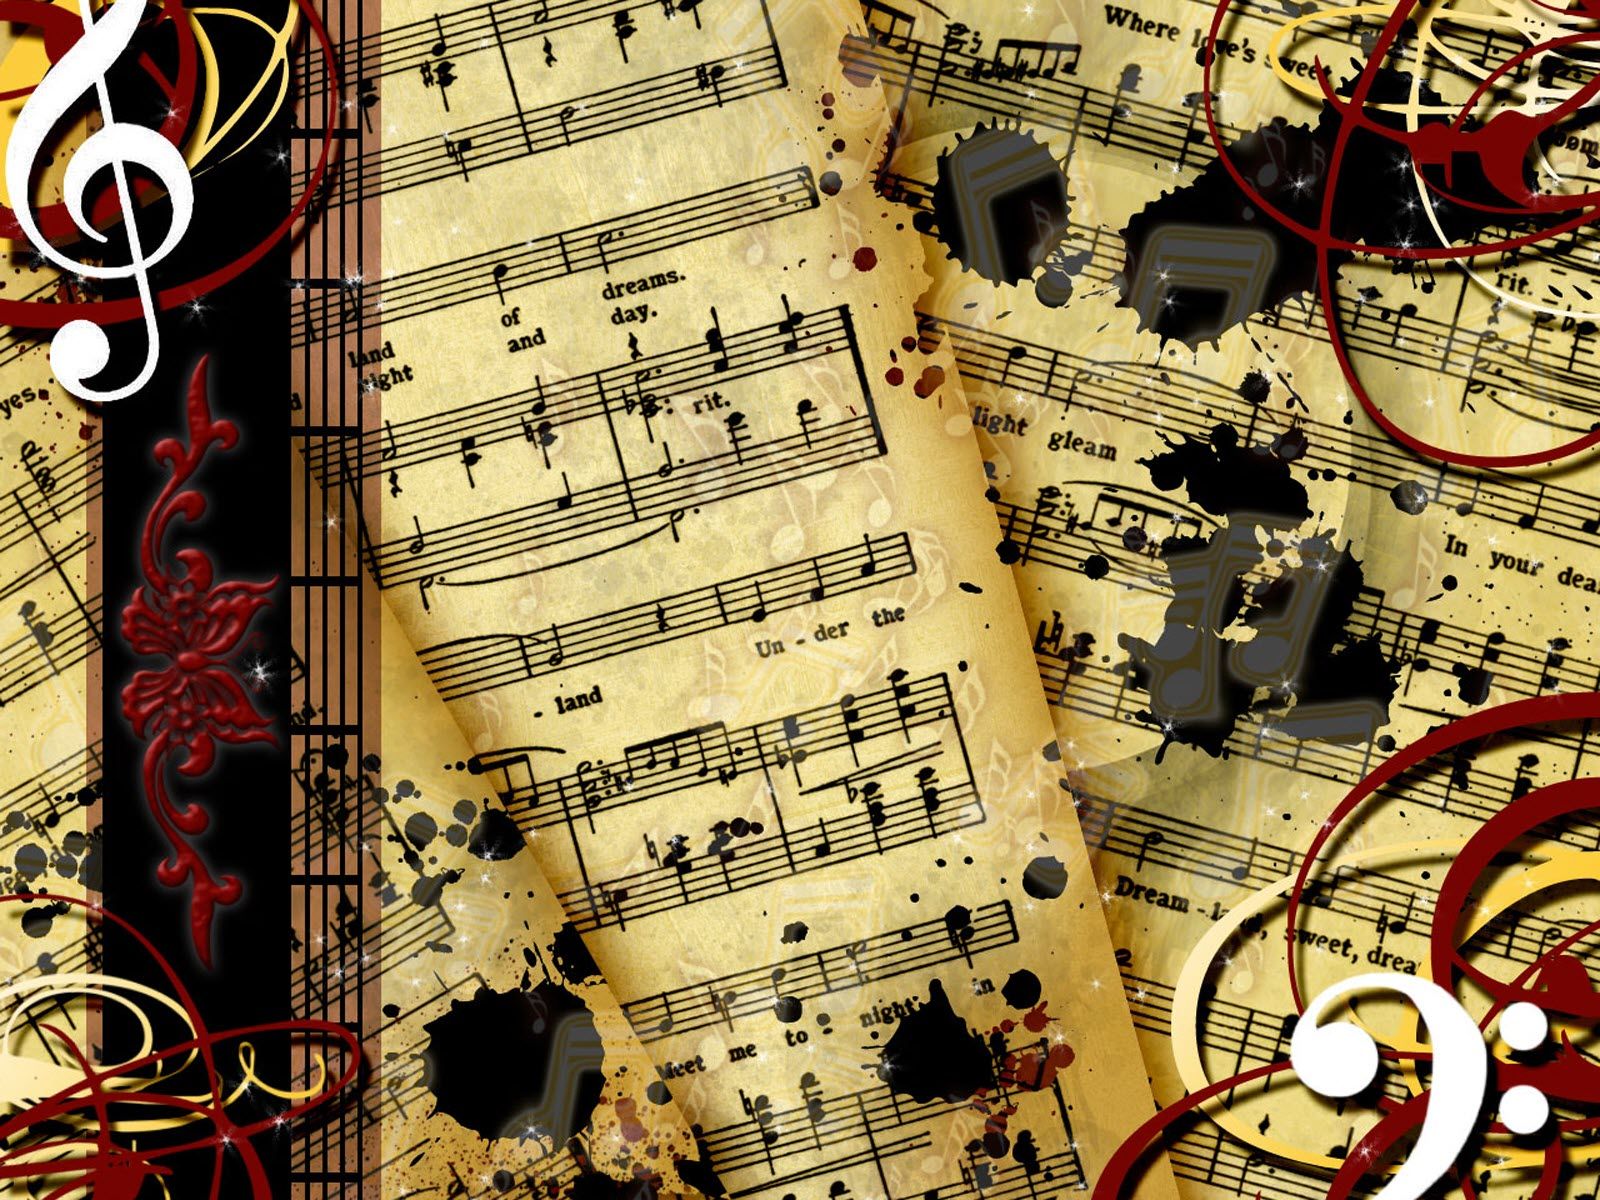 Where love's sweet
land of dreams.
night and day.
rit.
rit.
yes.
light gleam
In your dea
Un - der the
- land
Dream - land, sweet, drea
night in
Meet me to -